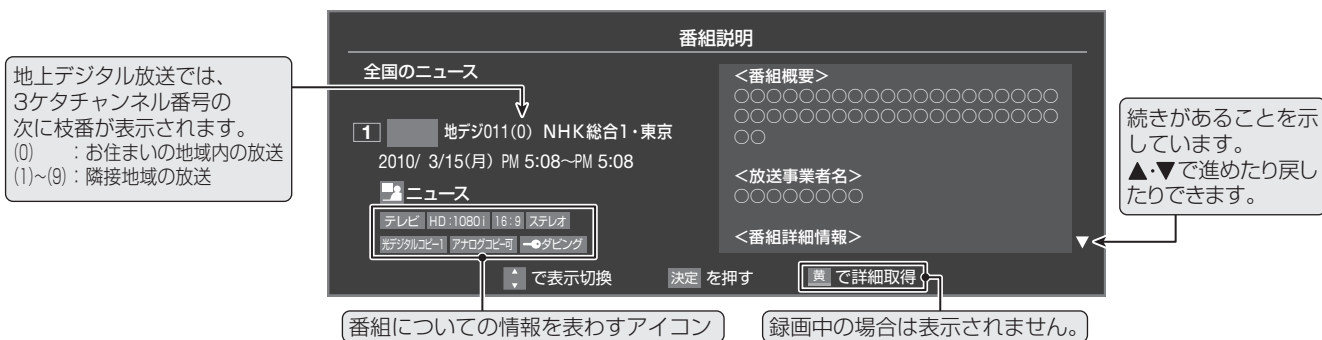 番組説明
地上デジタル放送では、
3ケタチャンネル番号の
次に枝番が表示されます。
(0) :お住まいの地域内の放送
(1)~(9):隣接地域の放送
全国のニュース
1 地デジ011(0) NHK総合1・東京
2010/ 3/15(月) PM 5:08~PM 5:08
ニュース
テレビ HD:1080i 16:9 ステレオ
光デジタルコピー1 アナログコピー可 ダビング
<番組概要>
○○○○○○○○○○○○○○○○○○○○
○○○○○○○○○○○○○○○○○○○○
○○
<放送事業者名>
○○○○○○○○
<番組詳細情報>
▼
続きがあることを示
しています。
▲・▼で進めたり戻し
たりできます。
で表示切換 決定 を押す 黄 で詳細取得
番組についての情報を表わすアイコン
録画中の場合は表示されません。